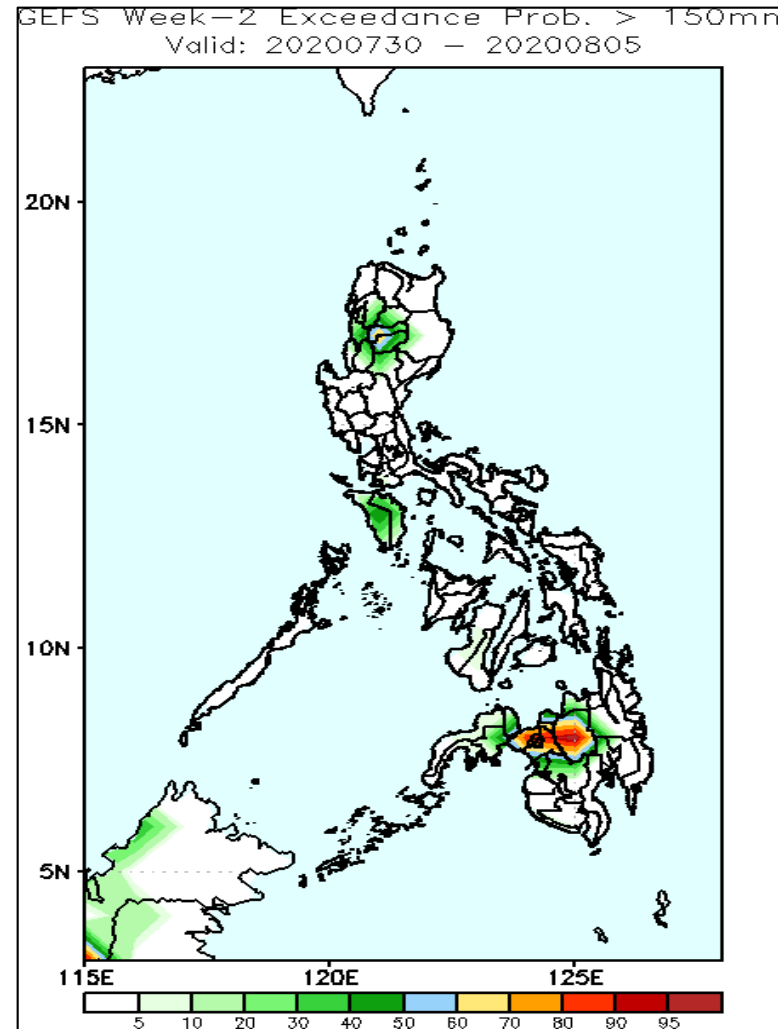 GEFS Week-2 Exceedance Prob. > 150mm
Valid: 20200730 - 20200805
20N
15N
10N
5N
115E 120E 125E
5 10 20 30 40 50 60 70 80 90 95